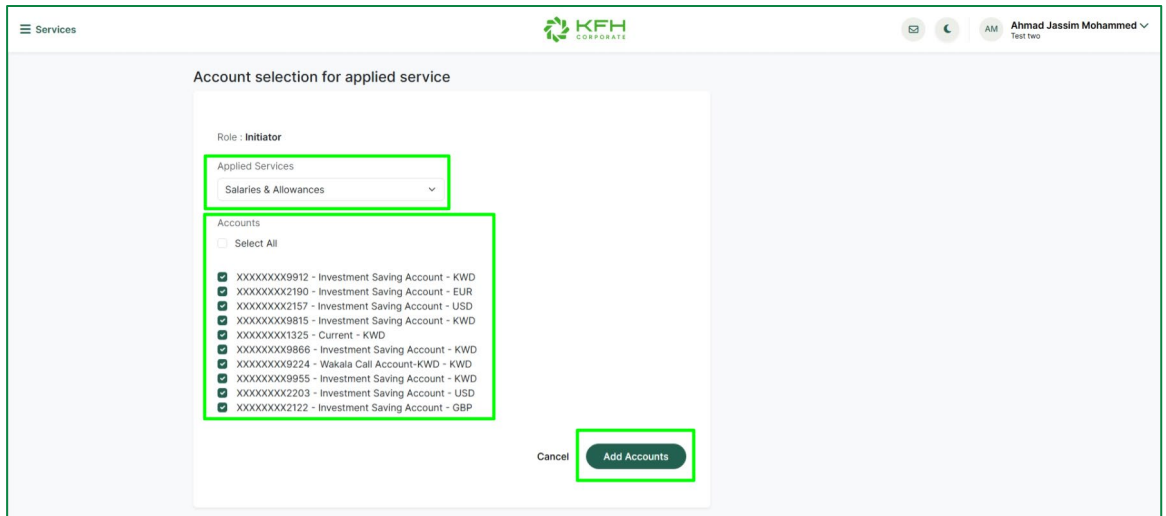 Services
KFH
CORPORATE
AM
Ahmad Jassim Mohammed
Test two
Account selection for applied service
Role : Initiator
Applied Services
Salaries & Allowances
Accounts
Select All
XXXXXXXX9912 - Investment Saving Account - KWD
XXXXXXXX2190 - Investment Saving Account - EUR
XXXXXXXX2157 - Investment Saving Account - USD
XXXXXXXX9815 - Investment Saving Account - KWD
XXXXXXXX1325 - Current - KWD
XXXXXXXX9866 - Investment Saving Account - KWD
XXXXXXXX9224 - Wakala Call Account-KWD - KWD
XXXXXXXX9955 - Investment Saving Account - KWD
XXXXXXXX2203 - Investment Saving Account - USD
XXXXXXXX2122 - Investment Saving Account - GBP
Cancel
Add Accounts